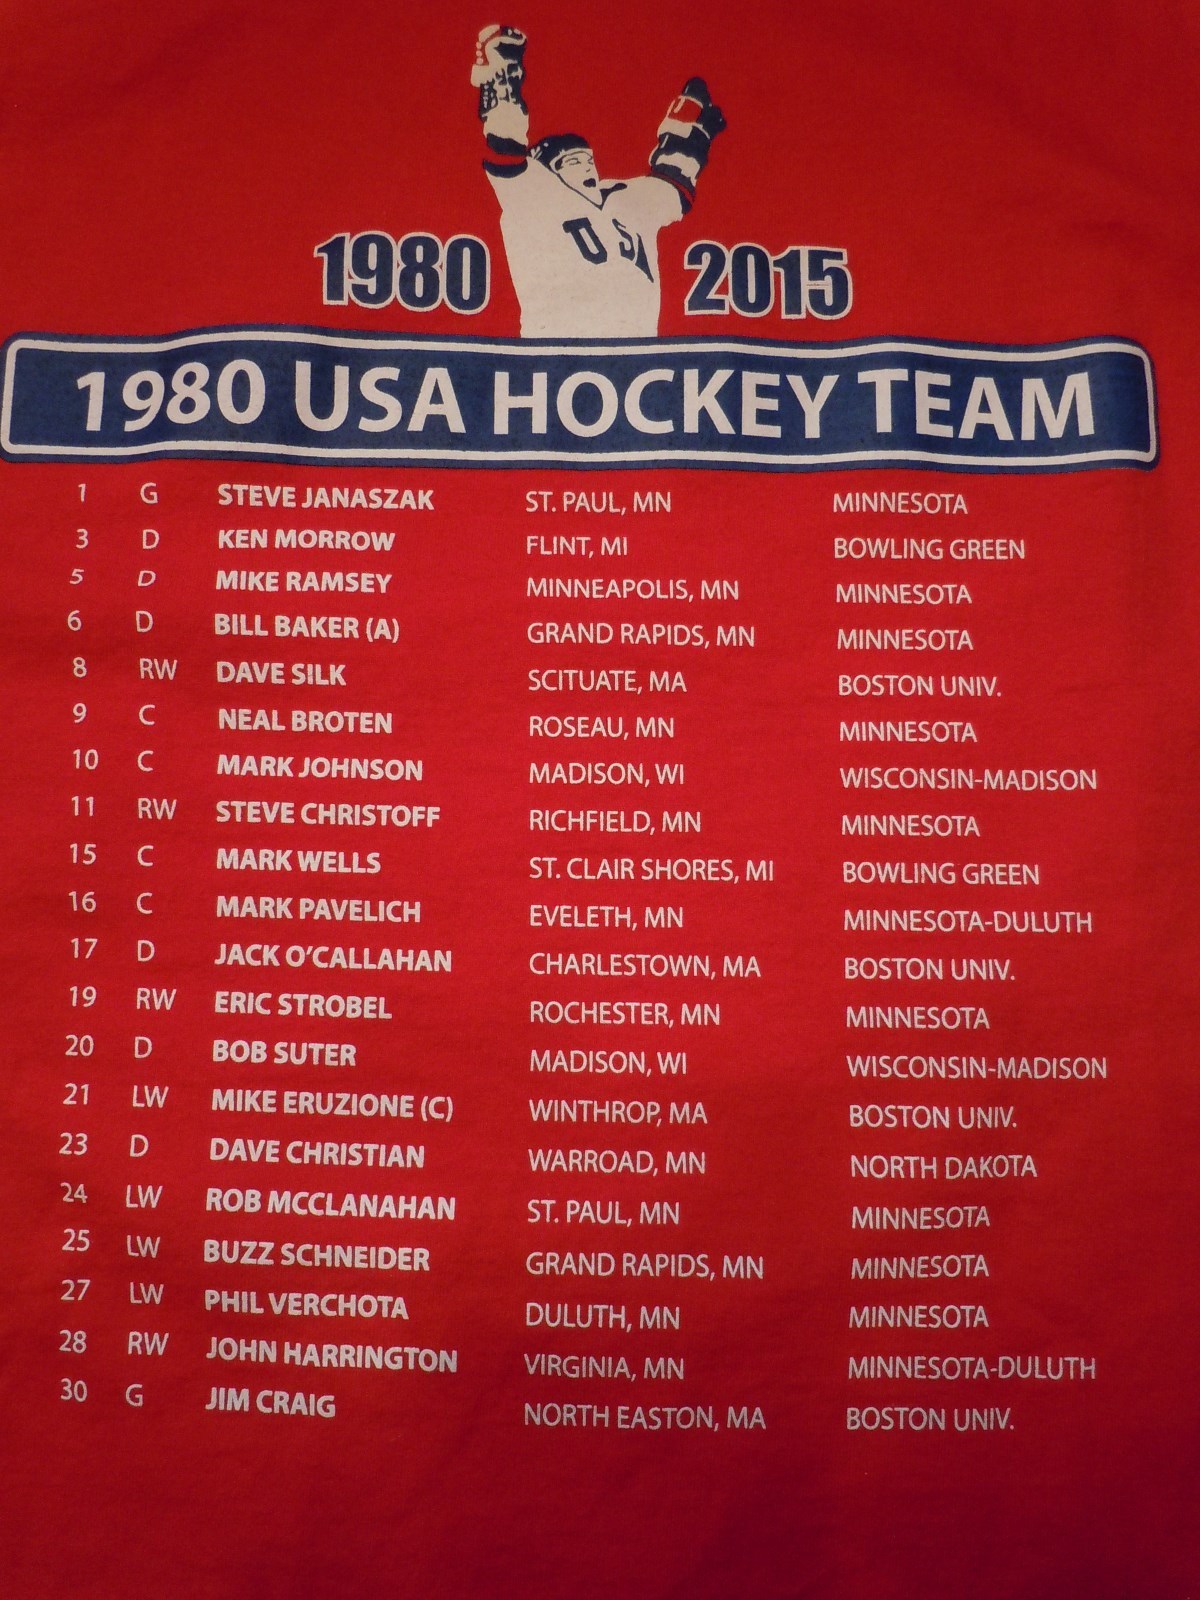 USA
1980 2015
1980 USA HOCKEY TEAM
1 G STEVE JANASZAK ST. PAUL, MN MINNESOTA
3 D KEN MORROW FLINT, MI BOWLING GREEN
5 D MIKE RAMSEY MINNEAPOLIS, MN MINNESOTA
6 D BILL BAKER (A) GRAND RAPIDS, MN MINNESOTA
8 RW DAVE SILK SCITUATE, MA BOSTON UNIV.
9 C NEAL BROTEN ROSEAU, MN MINNESOTA
10 C MARK JOHNSON MADISON, WI WISCONSIN-MADISON
11 RW STEVE CHRISTOFF RICHFIELD, MN MINNESOTA
15 C MARK WELLS ST. CLAIR SHORES, MI BOWLING GREEN
16 C MARK PAVELICH EVELETH, MN MINNESOTA-DULUTH
17 D JACK O'CALLAHAN CHARLESTOWN, MA BOSTON UNIV.
19 RW ERIC STROBEL ROCHESTER, MN MINNESOTA
20 D BOB SUTER MADISON, WI WISCONSIN-MADISON
21 LW MIKE ERUZIONE (C) WINTHROP, MA BOSTON UNIV.
23 D DAVE CHRISTIAN WARROAD, MN NORTH DAKOTA
24 LW ROB MCCLANAHAN ST. PAUL, MN MINNESOTA
25 LW BUZZ SCHNEIDER GRAND RAPIDS, MN MINNESOTA
27 LW PHIL VERCHOTA DULUTH, MN MINNESOTA
28 RW JOHN HARRINGTON VIRGINIA, MN MINNESOTA-DULUTH
30 G JIM CRAIG NORTH EASTON, MA BOSTON UNIV.